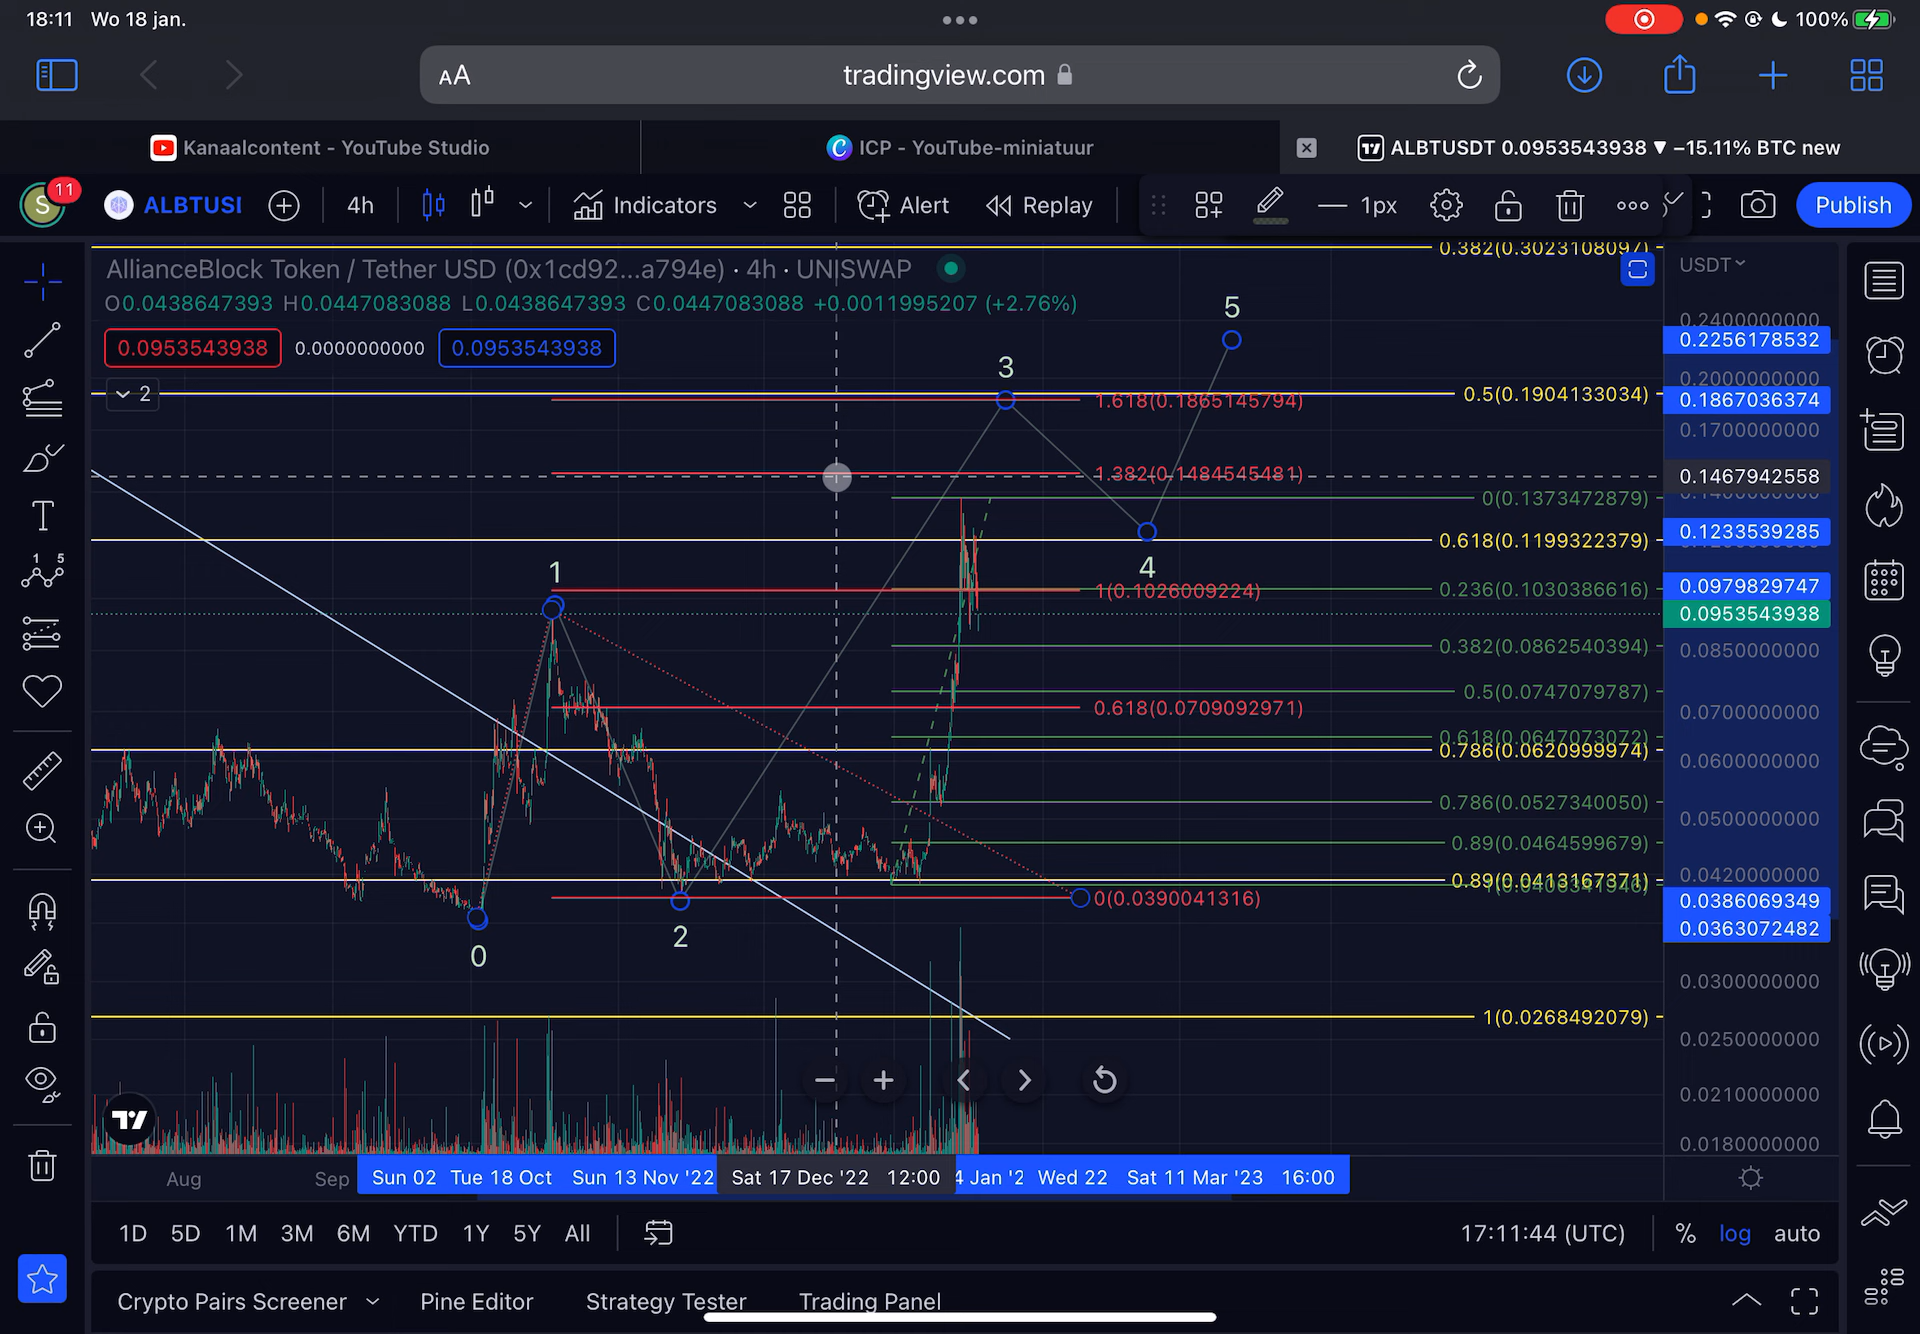 18:11 Wo 18 jan.
100%
AA
tradingview.com
Kanaalcontent - YouTube Studio
ICP - YouTube-miniatuur
ALBTUSDT 0.0953543938 ▼ −15.11% BTC new
S
11
ALBTUSI
4h
Indicators
Alert
Replay
1px
Publish
AllianceBlock Token / Tether USD (0x1cd92...a794e) · 4h · UNISWAP
O0.0438647393 H0.0447083088 L0.0438647393 C0.0447083088 +0.0011995207 (+2.76%)
0.0953543938
0.0000000000
0.0953543938
2
0.382(0.3023108097)
0.5(0.1904133034)
1.618(0.1865145794)
1.382(0.1484545481)
0(0.1373472879)
0.618(0.1199322379)
0.236(0.1030386616)
1(0.1026009224)
0.382(0.0862540394)
0.5(0.0747079787)
0.618(0.0709092971)
0.618(0.0647073072)
0.786(0.0620999974)
0.786(0.0527340050)
0.89(0.0464599679)
0.89(0.0413167371)
0(0.0390041316)
1(0.0268492079)
0
1
2
3
4
5
USDT
0.2400000000
0.2256178532
0.2000000000
0.1867036374
0.1700000000
0.1467942558
0.1233539285
0.0979829747
0.0953543938
0.0850000000
0.0700000000
0.0600000000
0.0500000000
0.0420000000
0.0386069349
0.0363072482
0.0300000000
0.0250000000
0.0210000000
0.0180000000
Aug
Sep
Sun 02
Tue 18 Oct
Sun 13 Nov '22
Sat 17 Dec '22 12:00
Wed 22
Sat 11 Mar '23 16:00
1D 5D 1M 3M 6M YTD 1Y 5Y All
17:11:44 (UTC)
% log auto
Crypto Pairs Screener
Pine Editor
Strategy Tester
Trading Panel